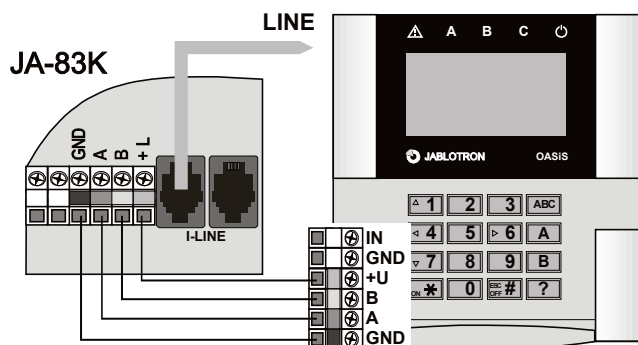 LINE
JA-83K
GND
A
B
+L
I-LINE
IN
GND
+U
B
A
GND
A B C
JABLOTRON OASiS
1 2 3 ABC
4 5 6 A
7 8 9 B
ON * 0 ESC OFF # ?